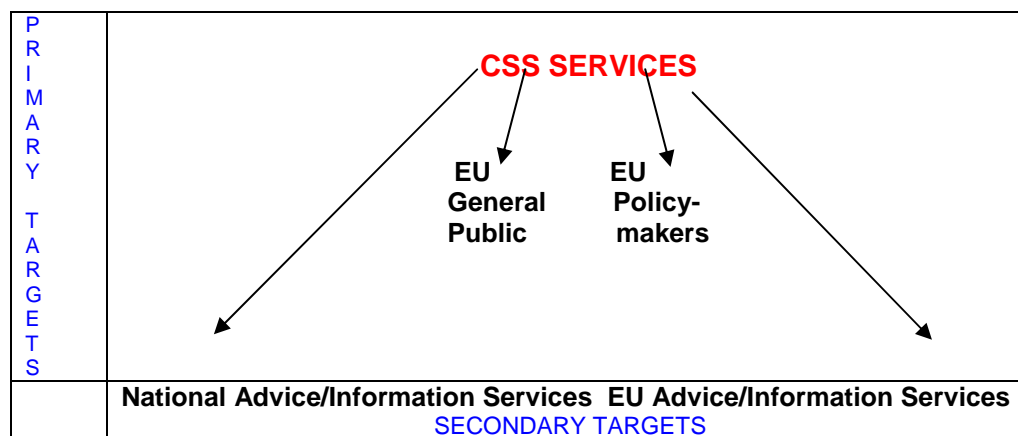 PRIMARY TARGETS
CSS SERVICES
EU EU
General Policy-
Public makers
National Advice/Information Services EU Advice/Information Services
SECONDARY TARGETS